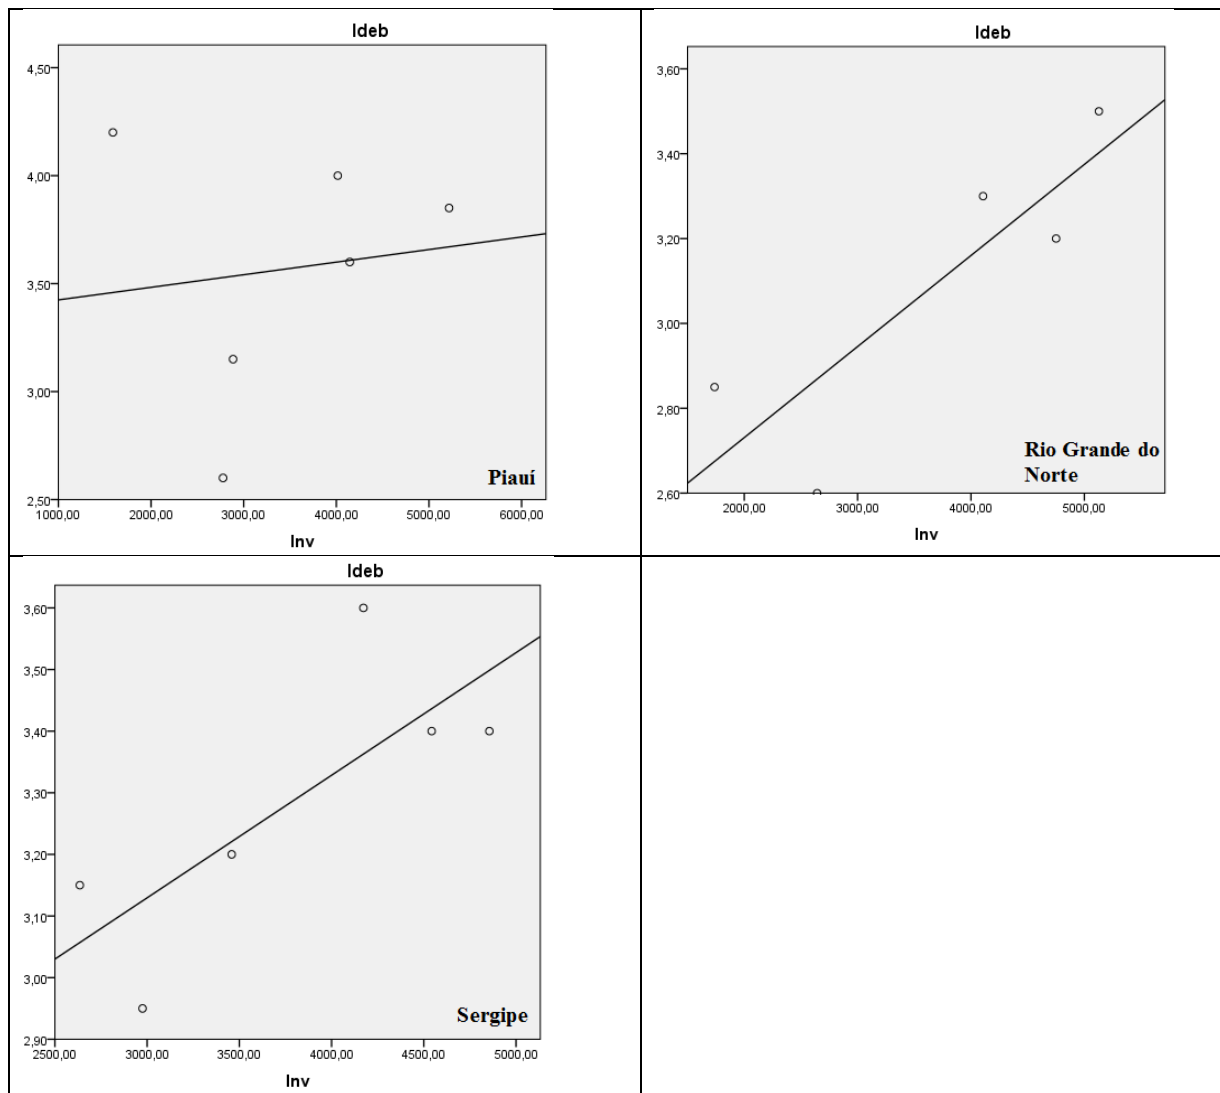 Ideb
4,50
4,00
3,50
3,00
2,50
1000,00 2000,00 3000,00 4000,00 5000,00 6000,00
Inv
Piauí
Ideb
3,60
3,40
3,20
3,00
2,80
2,60
2000,00 3000,00 4000,00 5000,00
Inv
Rio Grande do
Norte
Ideb
3,60
3,50
3,40
3,30
3,20
3,10
3,00
2,90
2500,00 3000,00 3500,00 4000,00 4500,00 5000,00
Inv
Sergipe